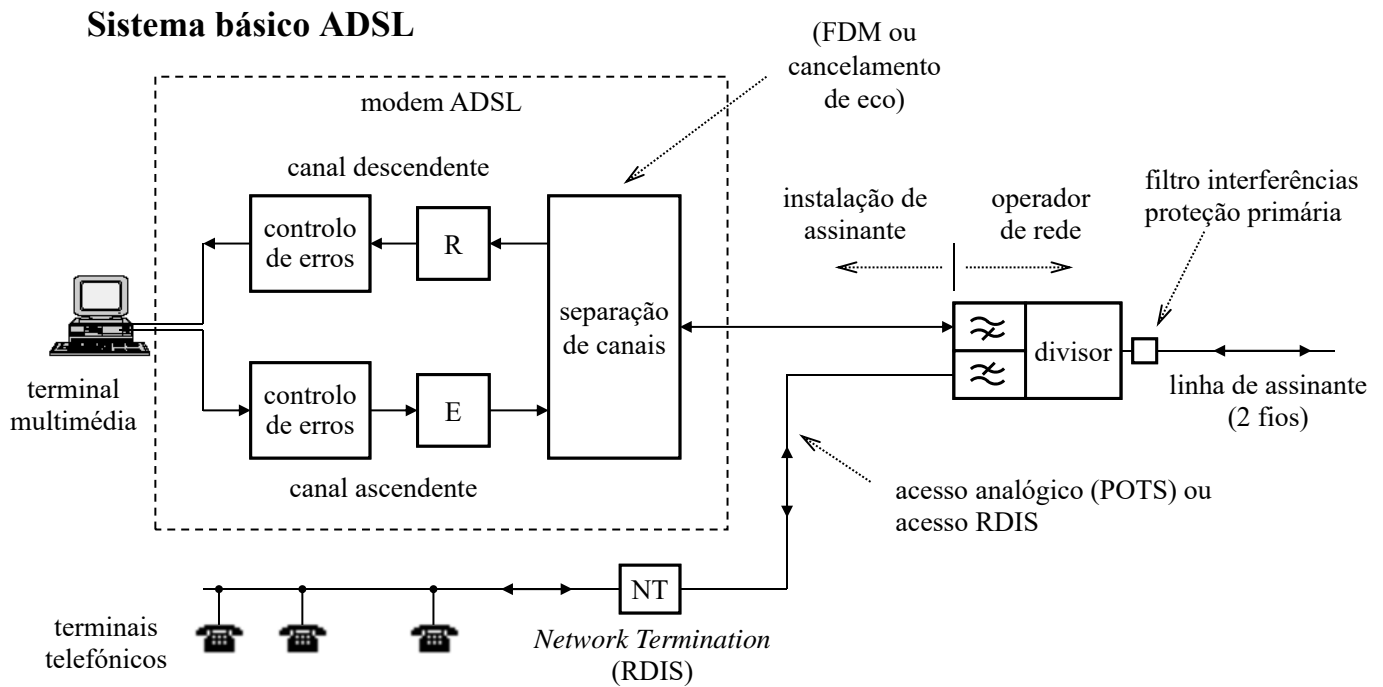 Sistema básico ADSL
(FDM ou
cancelamento
de eco)
modem ADSL
canal descendente
controlo
de erros
R
separação
de canais
instalação de
assinante
operador
de rede
filtro interferências
proteção primária
divisor
linha de assinante
(2 fios)
terminal
multimédia
controlo
de erros
E
canal ascendente
acesso analógico (POTS) ou
acesso RDIS
NT
terminais
telefónicos
Network Termination
(RDIS)